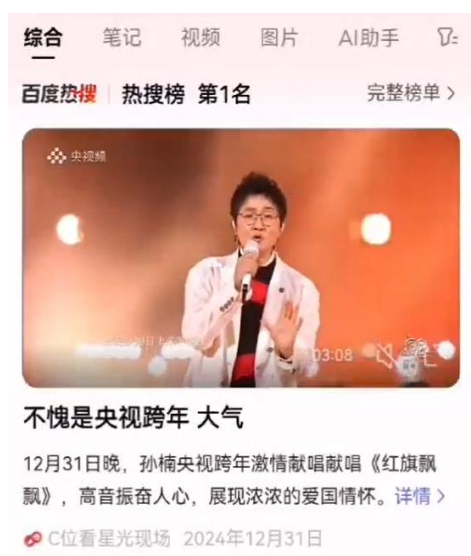 综合 笔记 视频 图片 AI助手
百度热搜 热搜榜 第1名 完整榜单
央视频
03:08
不愧是央视跨年 大气
12月31日晚，孙楠央视跨年激情献唱献唱《红旗飘
飘》，高音振奋人心，展现浓浓的爱国情怀。详情
C位看星光现场 2024年12月31日